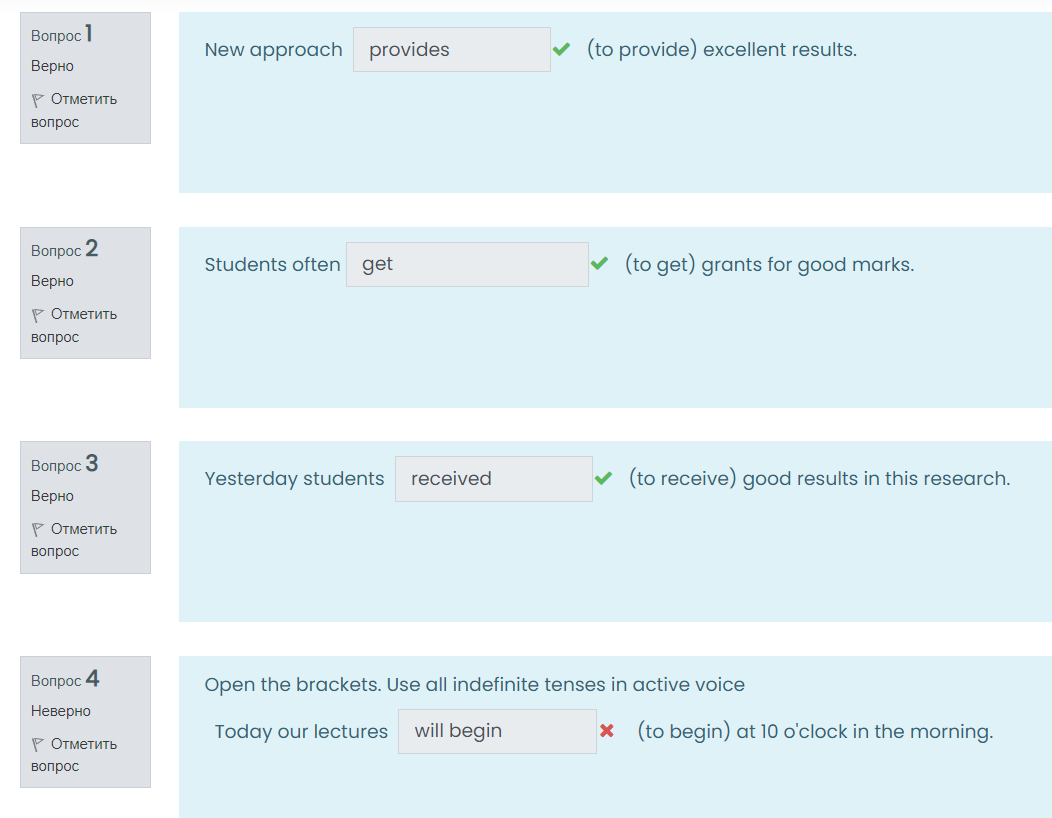 Вопрос 1
Верно
Отметить
вопрос
New approach provides (to provide) excellent results.
Вопрос 2
Верно
Отметить
вопрос
Students often get (to get) grants for good marks.
Вопрос 3
Верно
Отметить
вопрос
Yesterday students received (to receive) good results in this research.
Вопрос 4
Неверно
Отметить
вопрос
Open the brackets. Use all indefinite tenses in active voice
Today our lectures will begin (to begin) at 10 o'clock in the morning.